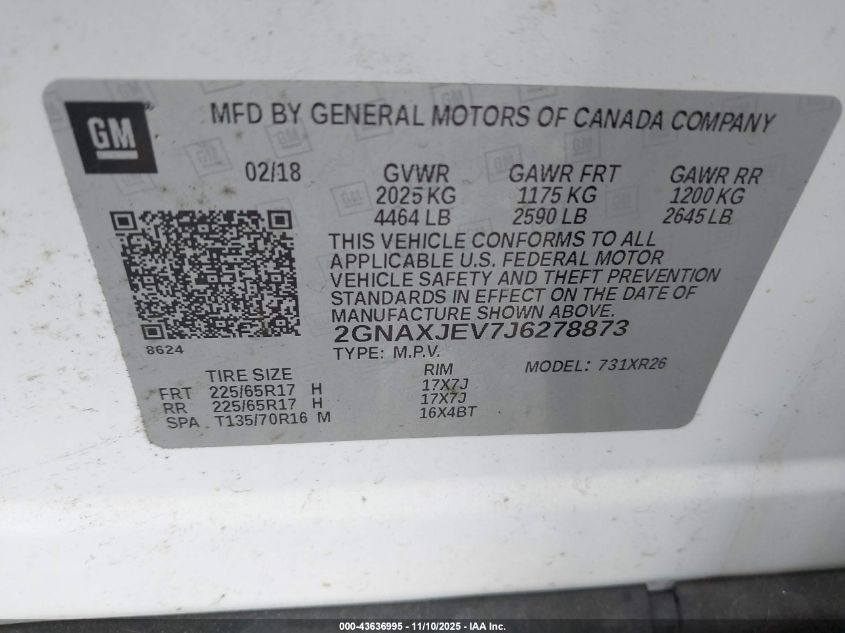 GM
MFD BY GENERAL MOTORS OF CANADA COMPANY
02/18 GVWR GAWR FRT GAWR RR
2025 KG 1175 KG 1200 KG
4464 LB 2590 LB 2645 LB
THIS VEHICLE CONFORMS TO ALL
APPLICABLE U.S. FEDERAL MOTOR
VEHICLE SAFETY AND THEFT PREVENTION
STANDARDS IN EFFECT ON THE DATE OF
MANUFACTURE SHOWN ABOVE.
2GNAXJEV7J6278873
8624
TYPE: M.P.V. MODEL: 731XR26
TIRE SIZE RIM
FRT 225/65R17 H 17X7J
RR 225/65R17 H 17X7J
SPA T135/70R16 M 16X4BT
000-43636995 - 11/10/2025 - IAA Inc.